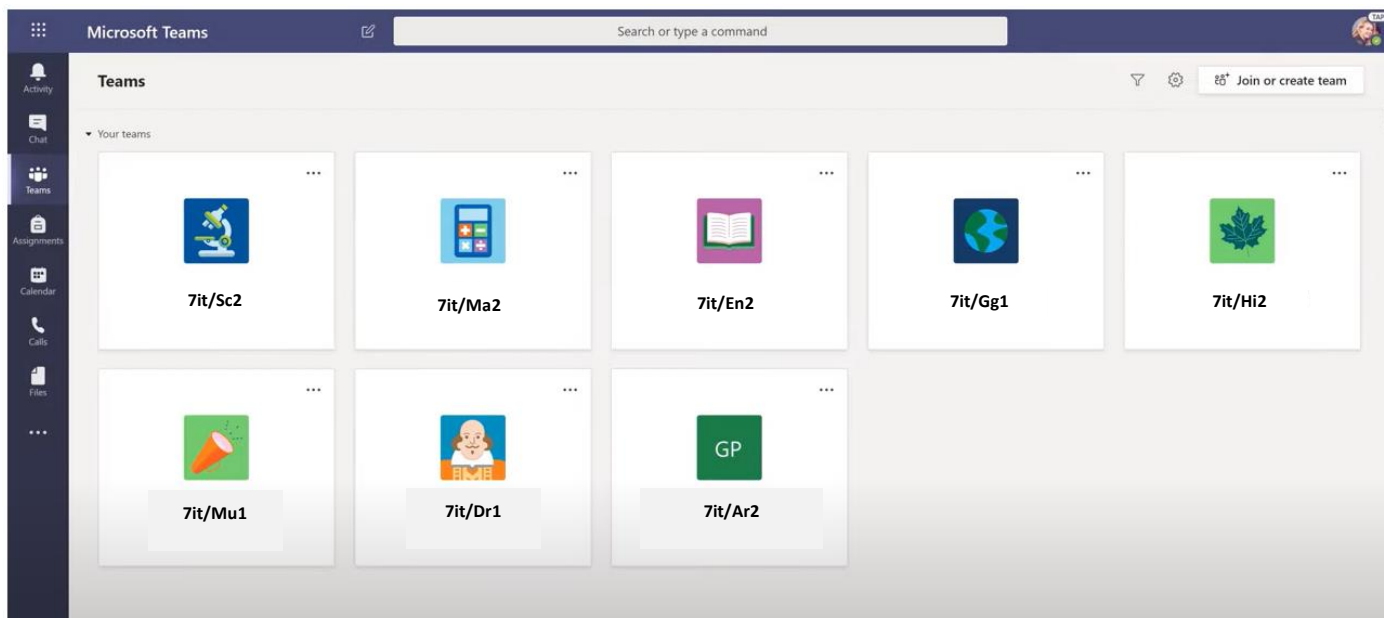 Microsoft Teams
Search or type a command
TAP
Activity
Chat
Teams
Assignments
Calendar
Calls
Files
Teams
Join or create team
Your teams
7it/Sc2
7it/Ma2
7it/En2
7it/Gg1
7it/Hi2
7it/Mu1
7it/Dr1
GP
7it/Ar2